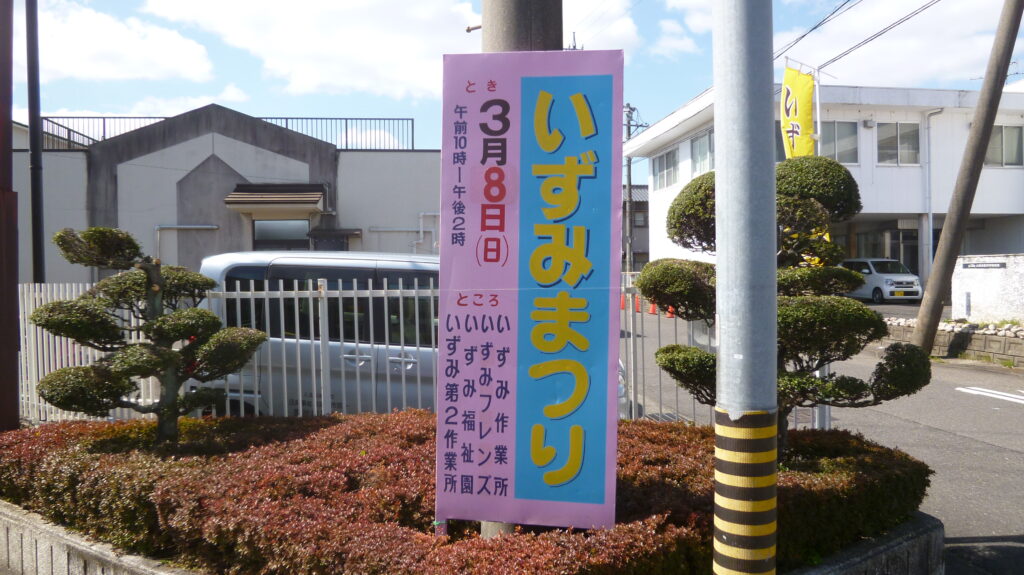 いずみまつり
とき
3月8日(日)
午前10時ー午後2時
ところ
いずみ作業所
いずみフレンズ
いずみ福祉園
いずみ第2作業所
いず